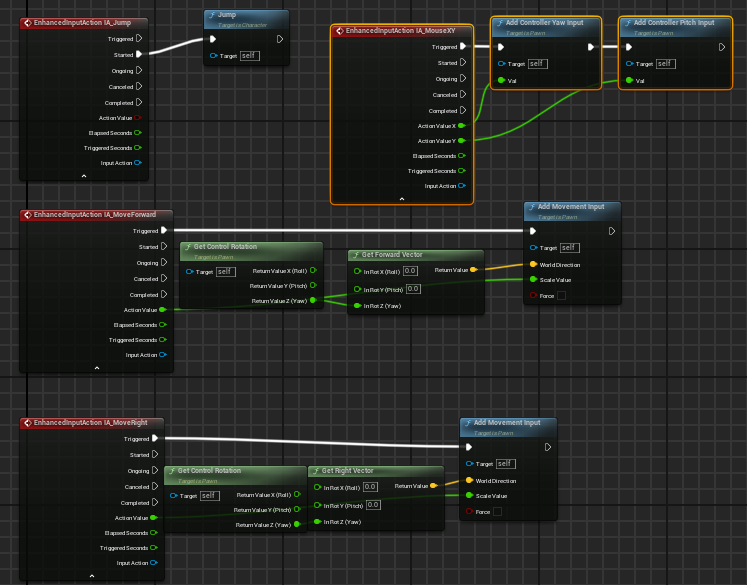 EnhancedInputAction IA_Jump
Triggered
Started
Ongoing
Canceled
Completed
Action Value
Elapsed Seconds
Triggered Seconds
Input Action
Jump
Target is Character
Target self
EnhancedInputAction IA_MouseXY
Triggered
Started
Ongoing
Canceled
Completed
Action Value X
Action Value Y
Elapsed Seconds
Triggered Seconds
Input Action
Add Controller Yaw Input
Target is Pawn
Target self
Val
Add Controller Pitch Input
Target is Pawn
Target self
Val
EnhancedInputAction IA_MoveForward
Triggered
Started
Ongoing
Canceled
Completed
Action Value
Elapsed Seconds
Triggered Seconds
Input Action
Get Control Rotation
Target is Pawn
Target self
Return Value X (Roll)
Return Value Y (Pitch)
Return Value Z (Yaw)
Get Forward Vector
In Rot X (Roll) 0.0
Return Value
In Rot Y (Pitch) 0.0
In Rot Z (Yaw)
Add Movement Input
Target is Pawn
Target self
World Direction
Scale Value
Force
EnhancedInputAction IA_MoveRight
Triggered
Started
Ongoing
Canceled
Completed
Action Value
Elapsed Seconds
Triggered Seconds
Input Action
Get Control Rotation
Target is Pawn
Target self
Return Value X (Roll)
Return Value Y (Pitch)
Return Value Z (Yaw)
Get Right Vector
In Rot X (Roll) 0.0
Return Value
In Rot Y (Pitch) 0.0
In Rot Z (Yaw)
Add Movement Input
Target is Pawn
Target self
World Direction
Scale Value
Force